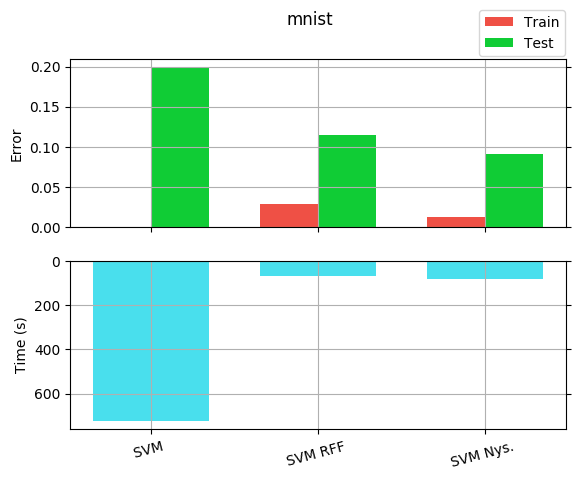 mnist
Train
Test
Error
0.20
0.15
0.10
0.05
0.00
Time (s)
0
200
400
600
SVM
SVM RFF
SVM Nys.